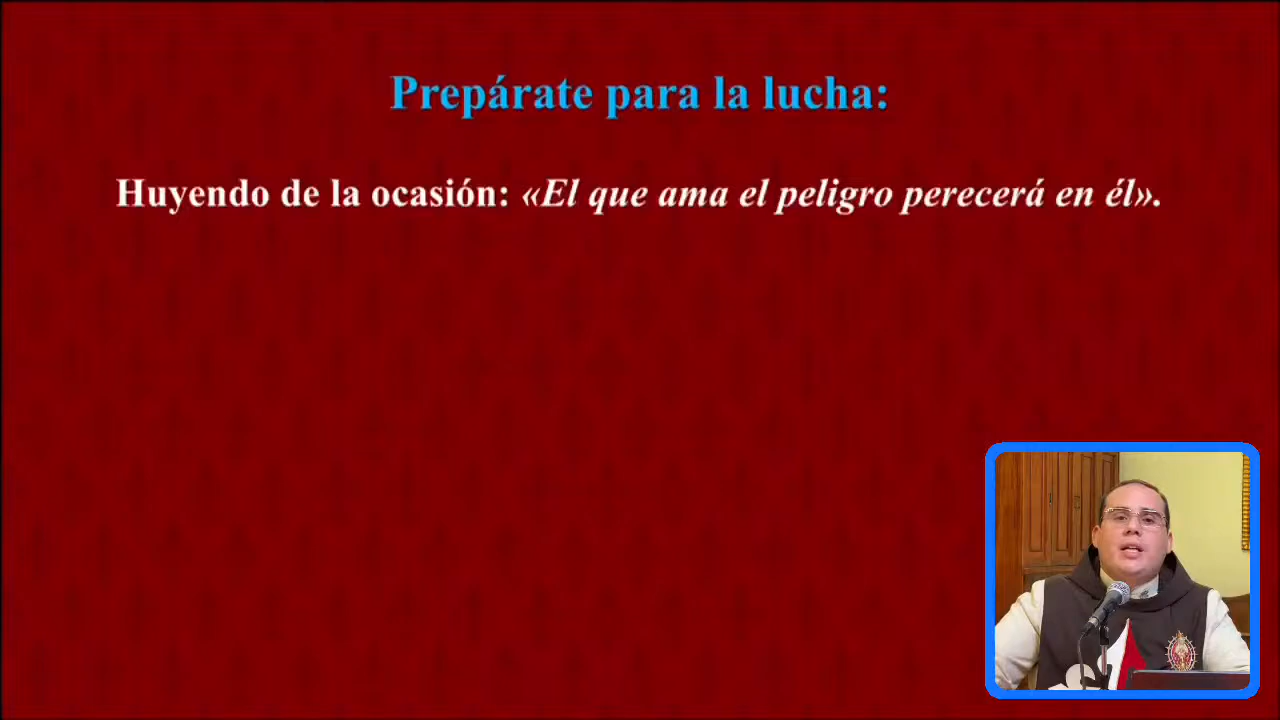 Prepárate para la lucha:
Huyendo de la ocasión: «El que ama el peligro perecerá en él».